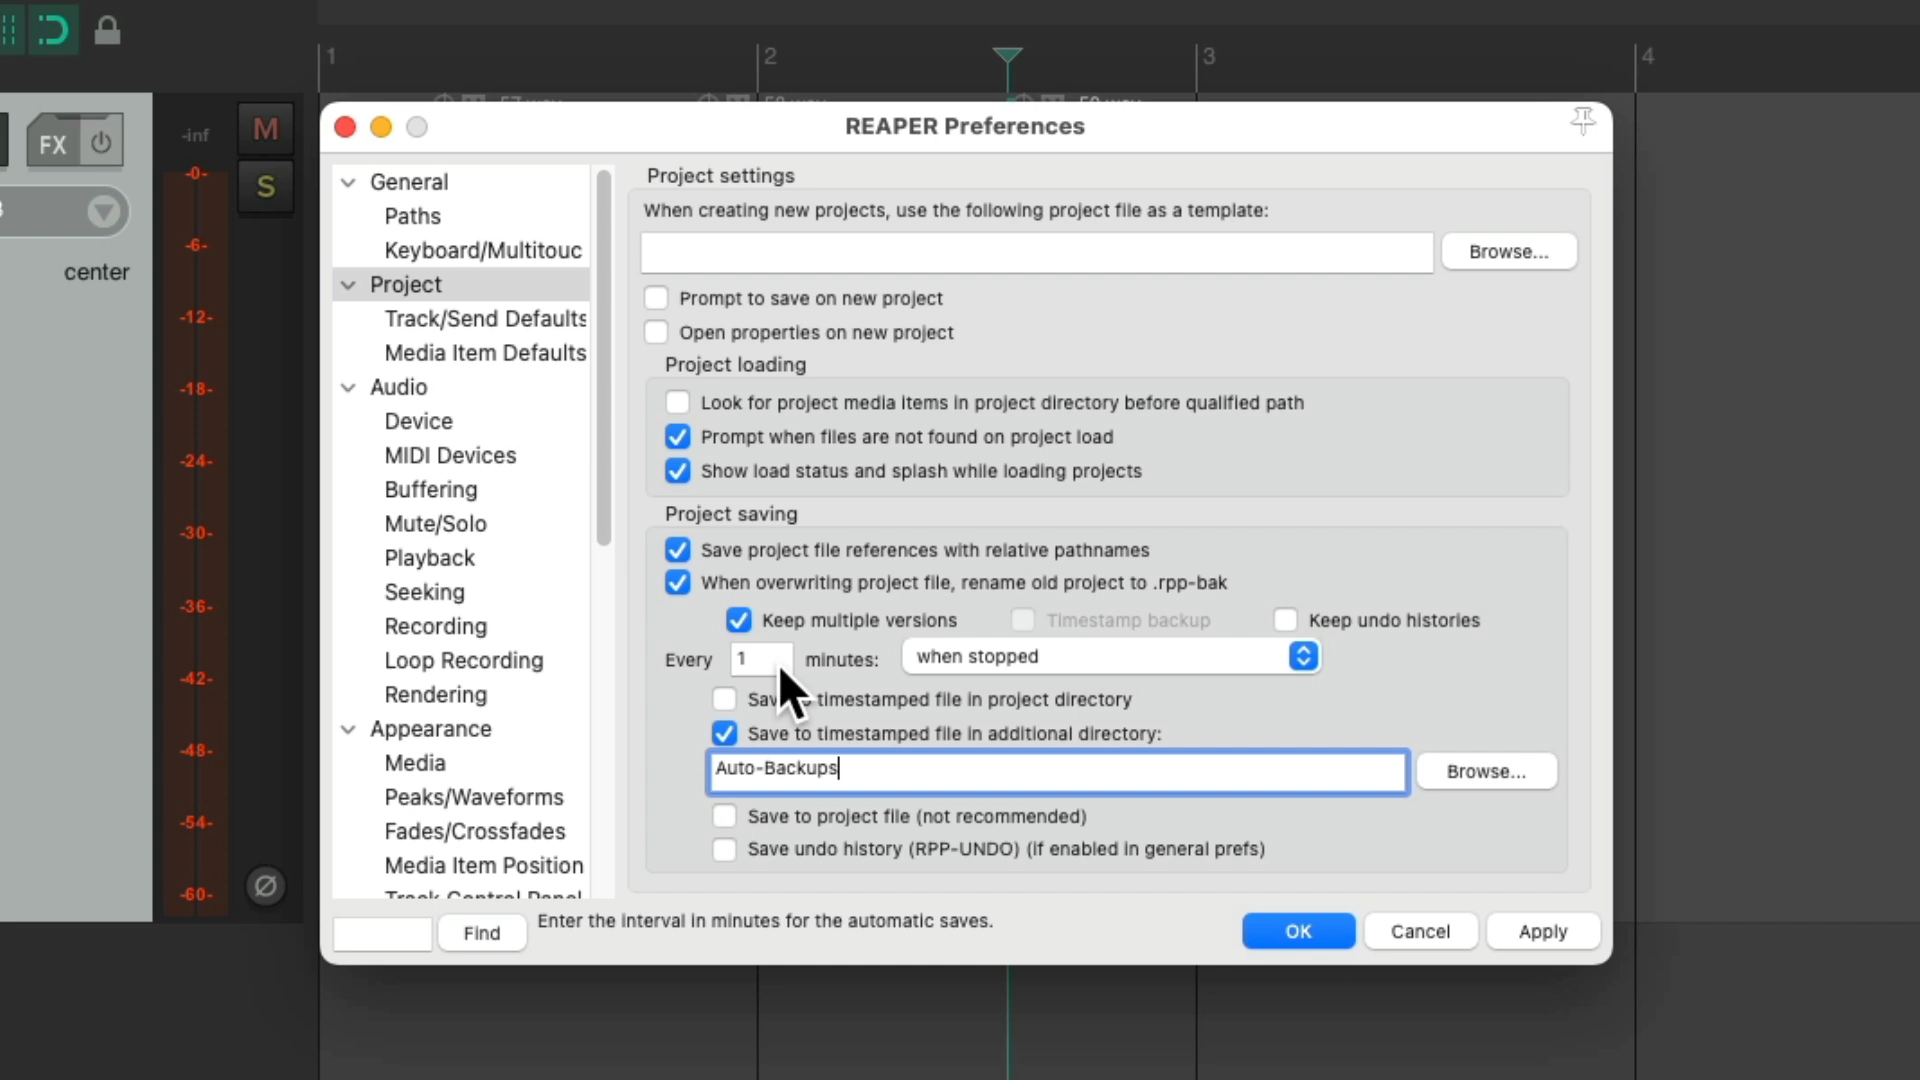 1
2
3
4
REAPER Preferences
FX
-inf
M
S
center
-0-
-6-
-12-
-18-
-24-
-30-
-36-
-42-
-48-
-54-
-60-
General
Paths
Keyboard/Multitouc
Project
Track/Send Defaults
Media Item Defaults
Audio
Device
MIDI Devices
Buffering
Mute/Solo
Playback
Seeking
Recording
Loop Recording
Rendering
Appearance
Media
Peaks/Waveforms
Fades/Crossfades
Media Item Position
Track Control Panel
Project settings
When creating new projects, use the following project file as a template:
Browse...
Prompt to save on new project
Open properties on new project
Project loading
Look for project media items in project directory before qualified path
Prompt when files are not found on project load
Show load status and splash while loading projects
Project saving
Save project file references with relative pathnames
When overwriting project file, rename old project to .rpp-bak
Keep multiple versions Timestamp backup Keep undo histories
Every 1 minutes: when stopped
timestamped file in project directory
Save to timestamped file in additional directory:
Auto-Backups Browse...
Save to project file (not recommended)
Save undo history (RPP-UNDO) (if enabled in general prefs)
Find Enter the interval in minutes for the automatic saves. OK Cancel Apply